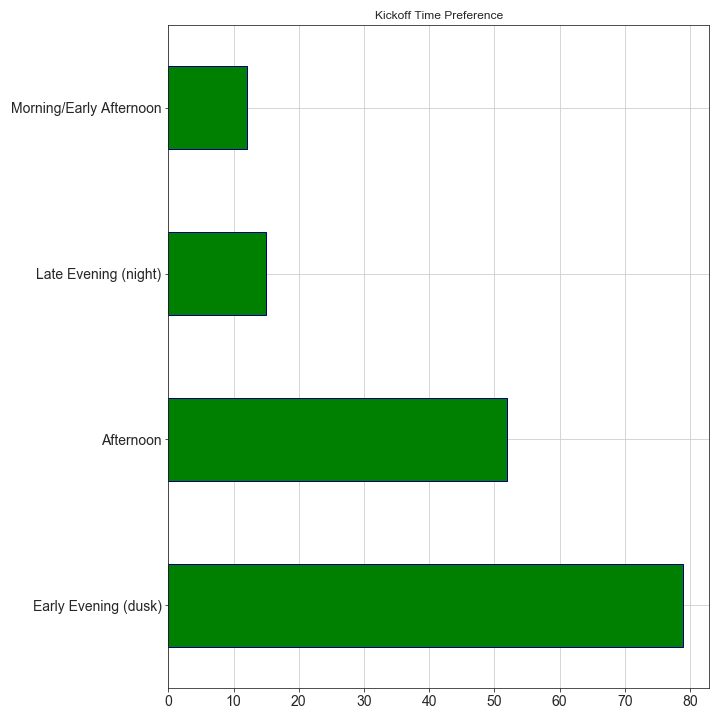 Kickoff Time Preference
Morning/Early Afternoon
Late Evening (night)
Afternoon
Early Evening (dusk)
0 10 20 30 40 50 60 70 80